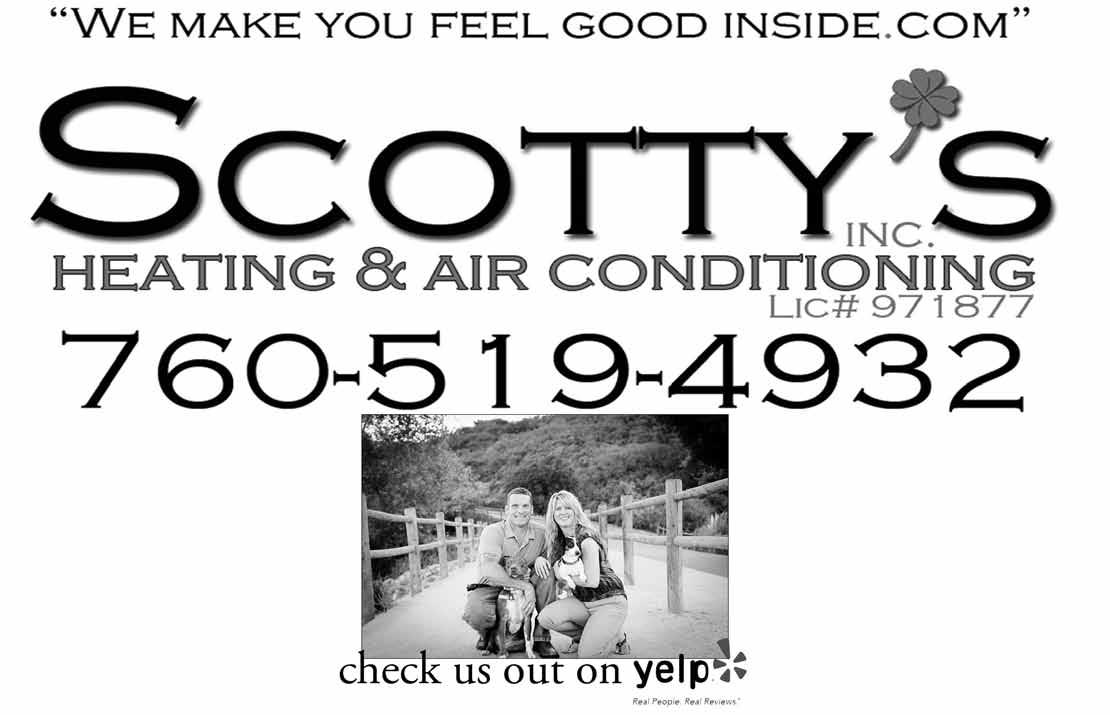 “WE MAKE YOU FEEL GOOD INSIDE.COM”
SCOTTY'S
INC.
HEATING & AIR CONDITIONING
LIC# 971877
760-519-4932
check us out on yelp
Real People. Real Reviews.™